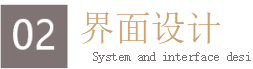 02
界面设计
System and interface desi